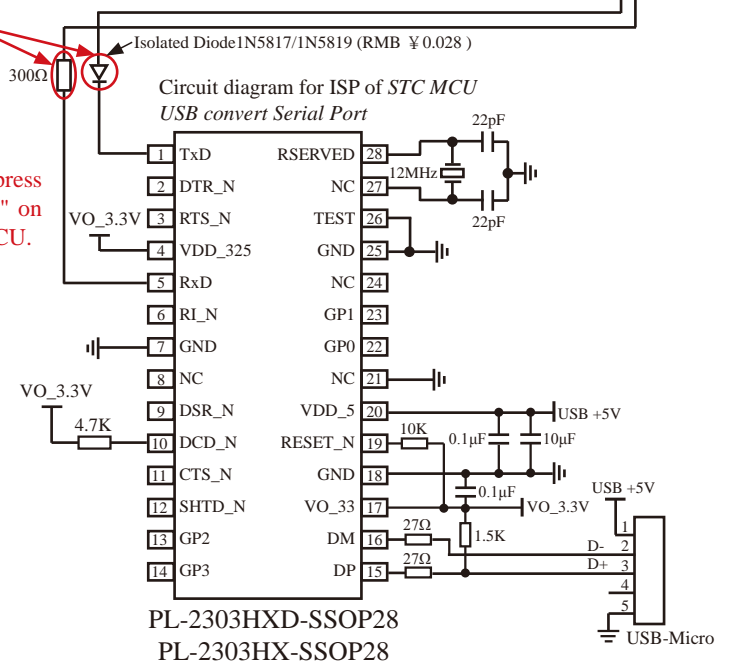 Isolated Diode1N5817/1N5819 (RMB ¥0.028 )
300Ω
Circuit diagram for ISP of STC MCU
USB convert Serial Port
press
" on
CU.
22pF
12MHz
22pF
VO_3.3V
1 TxD
2 DTR_N
3 RTS_N
4 VDD_325
5 RxD
6 RI_N
7 GND
8 NC
9 DSR_N
10 DCD_N
11 CTS_N
12 SHTD_N
13 GP2
14 GP3
RSERVED 28
NC 27
TEST 26
GND 25
NC 24
GP1 23
GP0 22
NC 21
VDD_5 20
RESET_N 19
GND 18
VO_33 17
DM 16
DP 15
VO_3.3V
4.7K
10K
0.1μF
10μF
USB +5V
0.1μF
VO_3.3V
USB +5V
27Ω
1.5K
27Ω
D-
D+
1
2
3
4
5
USB-Micro
PL-2303HXD-SSOP28
PL-2303HX-SSOP28